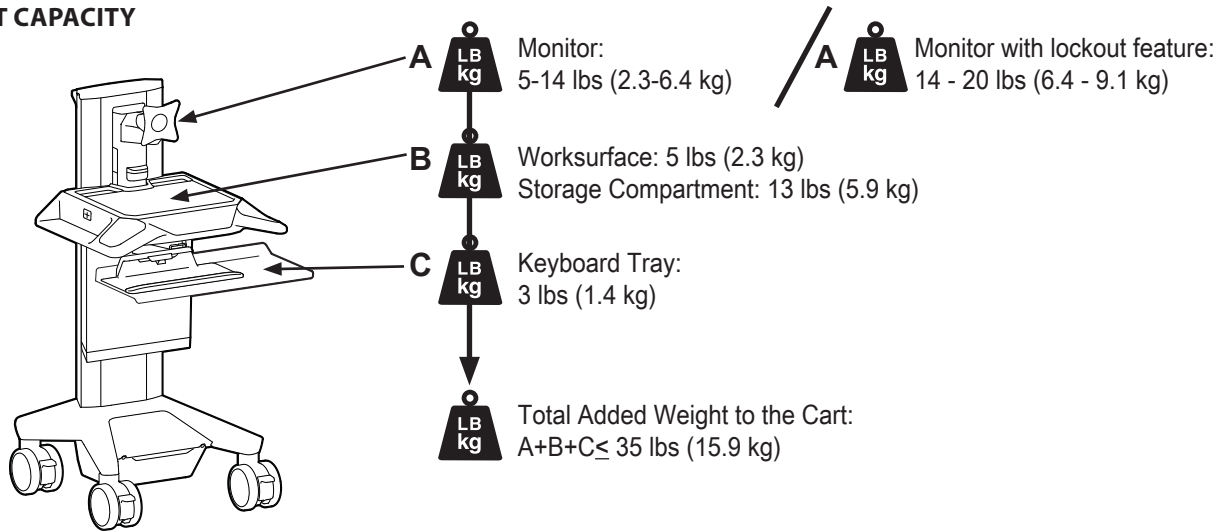 T CAPACITY
A
LB
kg
Monitor:
5-14 lbs (2.3-6.4 kg)
A
LB
kg
Monitor with lockout feature:
14 - 20 lbs (6.4 - 9.1 kg)
B
LB
kg
Worksurface: 5 lbs (2.3 kg)
Storage Compartment: 13 lbs (5.9 kg)
C
LB
kg
Keyboard Tray:
3 lbs (1.4 kg)
LB
kg
Total Added Weight to the Cart:
A+B+C≤ 35 lbs (15.9 kg)